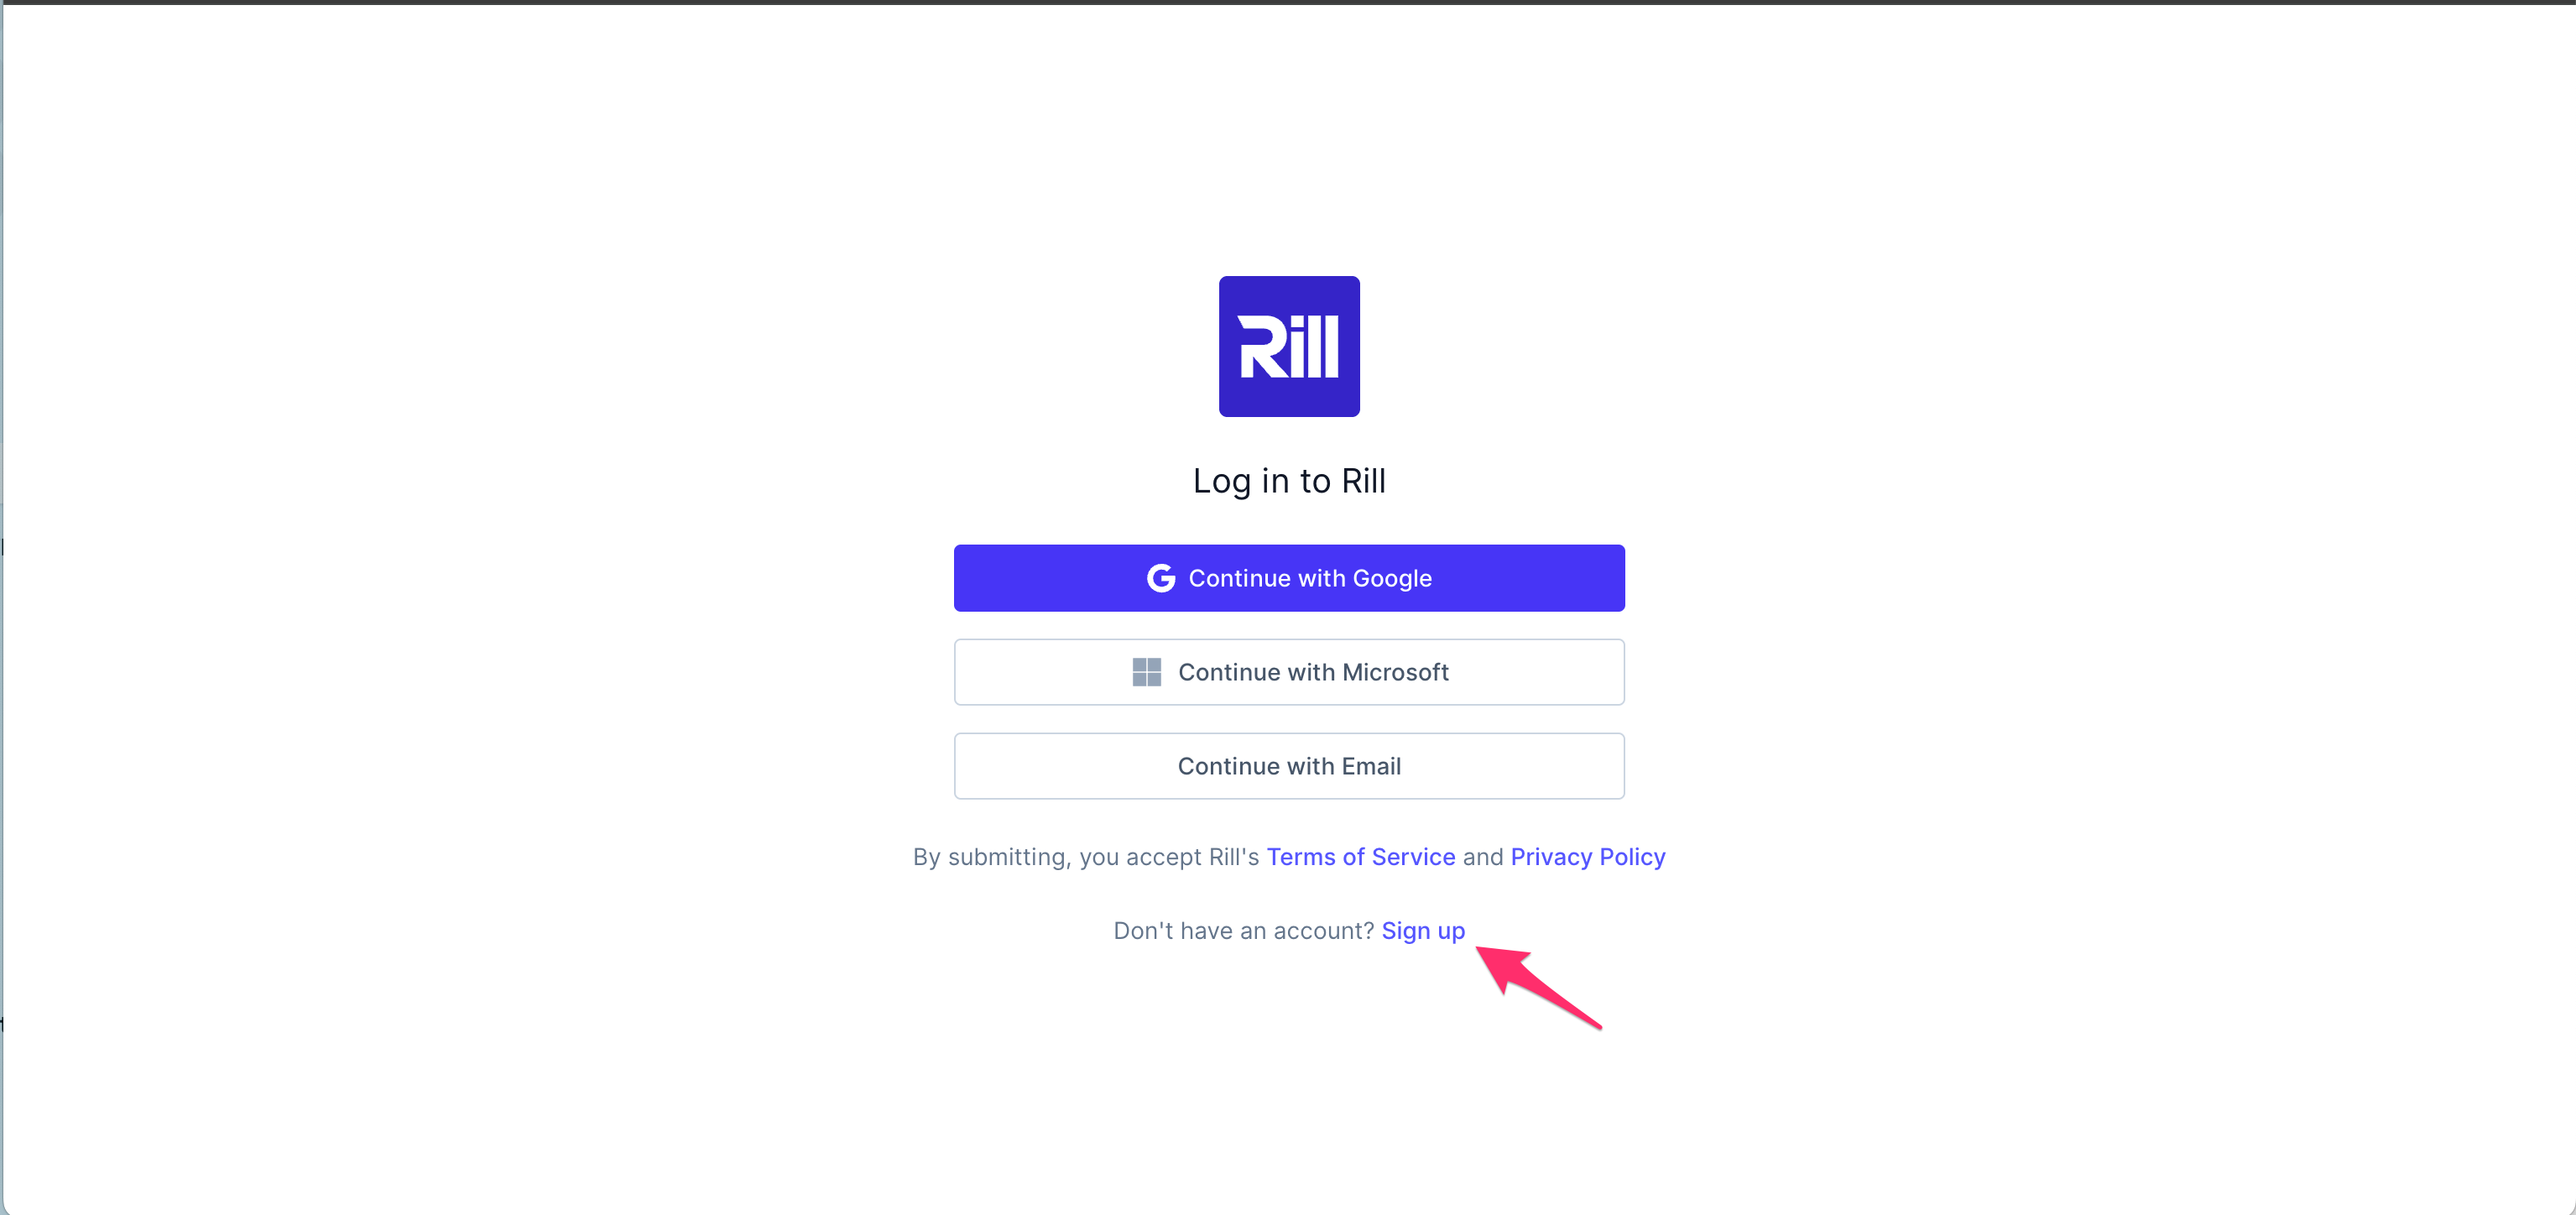 Rill
Log in to Rill
Continue with Google
Continue with Microsoft
Continue with Email
By submitting, you accept Rill's Terms of Service and Privacy Policy
Don't have an account? Sign up